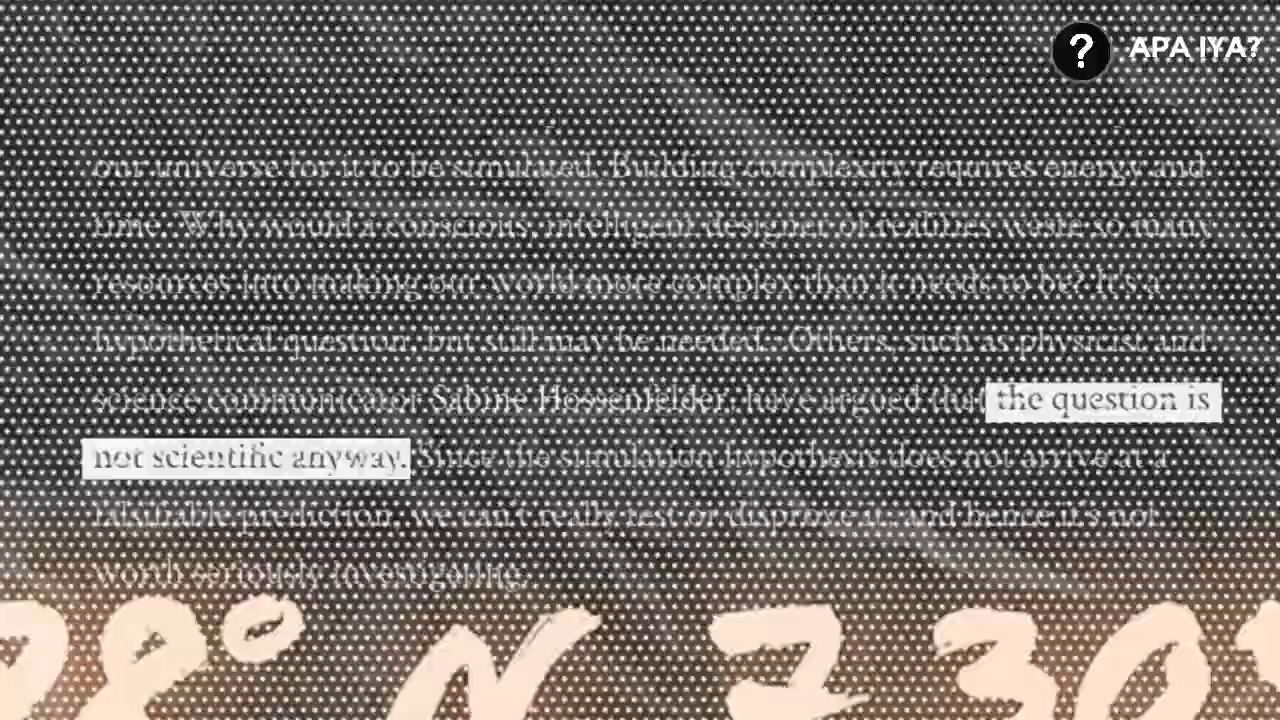 APA IYA?
our universe for it to be simulated. Building complexity requires energy and
time. Why would a conscious, intelligent designer of realities waste so many
resources into making our world more complex than it needs to be? It's a
hypothetical question, but still may be needed.: Others, such as physicist and
science communicator Sabine Hossenfelder, have argued that the question is
not scientific anyway. Since the simulation hypothesis does not arrive at a
falsifiable prediction, we can't really test or disprove it, and hence it's not
worth seriously investigating.
8° N 7 30